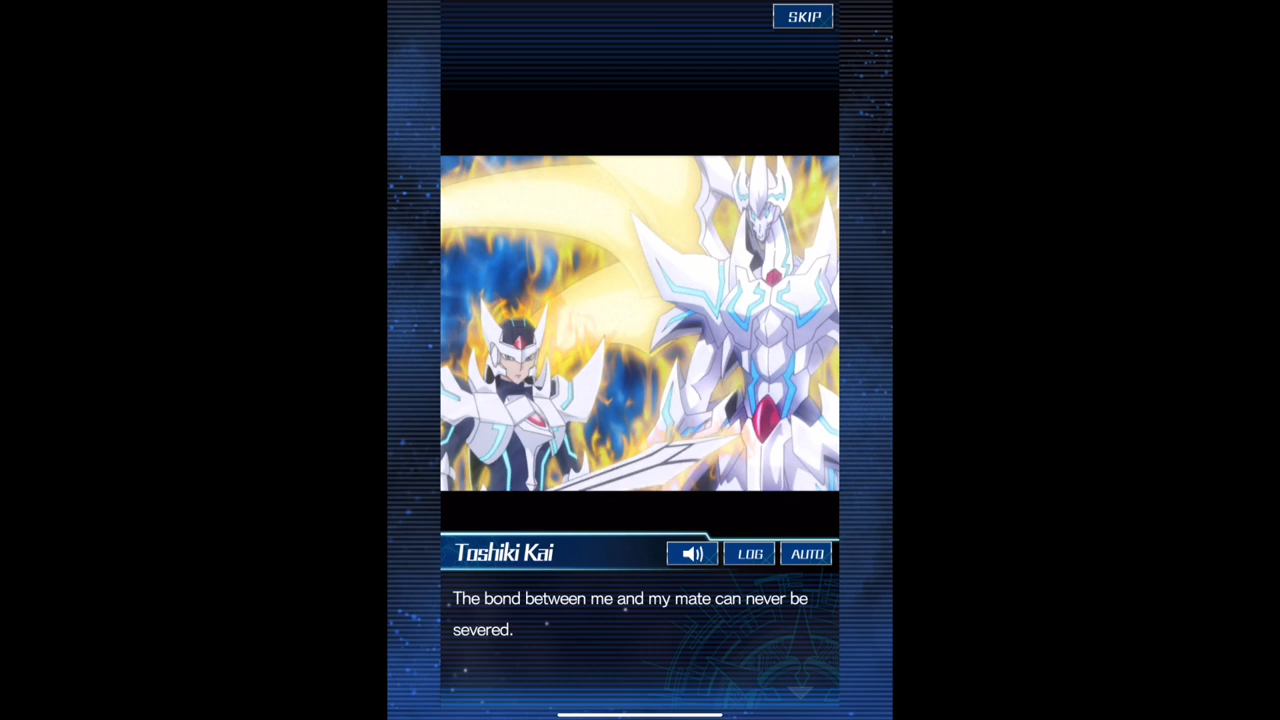 SKIP
Toshiki Kai
LOG
AUTO
The bond between me and my mate can never be
severed.